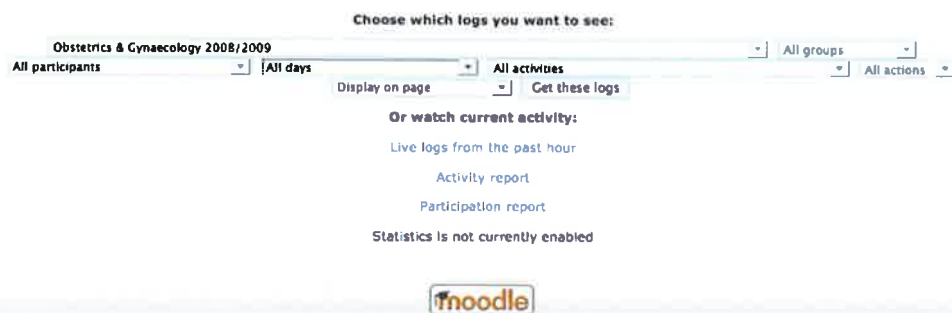 Choose which logs you want to see:
Obstetrics & Gynaecology 2008/2009 All groups
All participants All days All activities All actions
Display on page Get these logs
Or watch current activity:
Live logs from the past hour
Activity report
Participation report
Statistics is not currently enabled
moodle